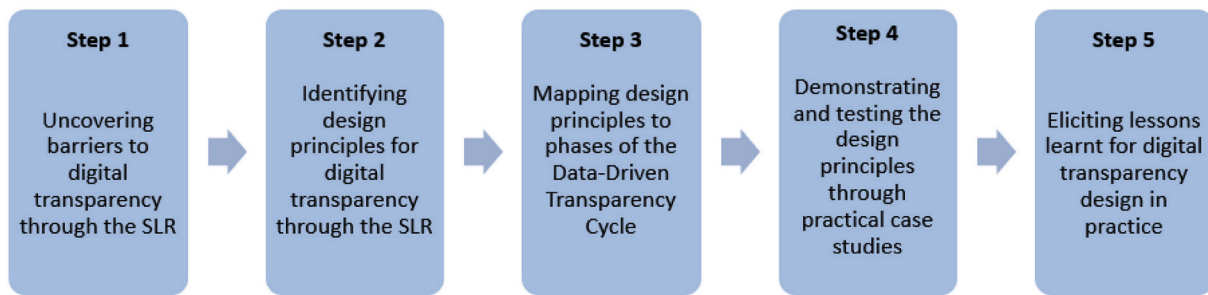 Step 1
Uncovering
barriers to
digital
transparency
through the SLR
Step 2
Identifying
design
principles for
digital
transparency
through the SLR
Step 3
Mapping design
principles to
phases of the
Data-Driven
Transparency
Cycle
Step 4
Demonstrating
and testing the
design
principles
through
practical case
studies
Step 5
Eliciting lessons
learnt for digital
transparency
design in
practice